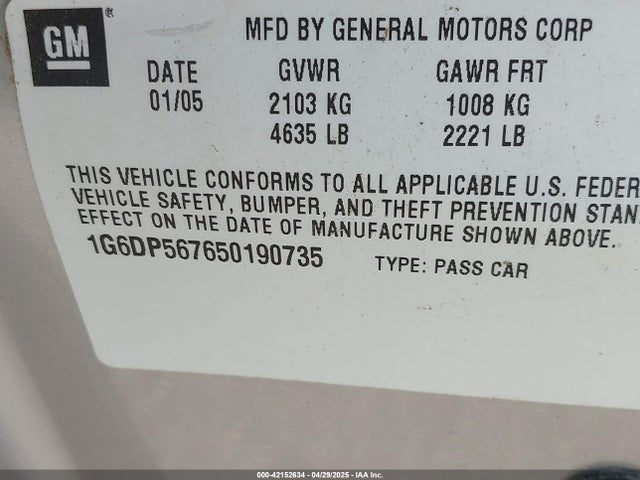 GM
MFD BY GENERAL MOTORS CORP
DATE GVWR GAWR FRT
01/05 2103 KG 1008 KG
4635 LB 2221 LB
THIS VEHICLE CONFORMS TO ALL APPLICABLE U.S. FEDER
VEHICLE SAFETY, BUMPER, AND THEFT PREVENTION STAN
EFFECT ON THE DATE OF MANUFACTURE SHOWN ABOVE.
1G6DP567650190735 TYPE: PASS CAR
000-42152634 - 04/29/2025 - IAA Inc.